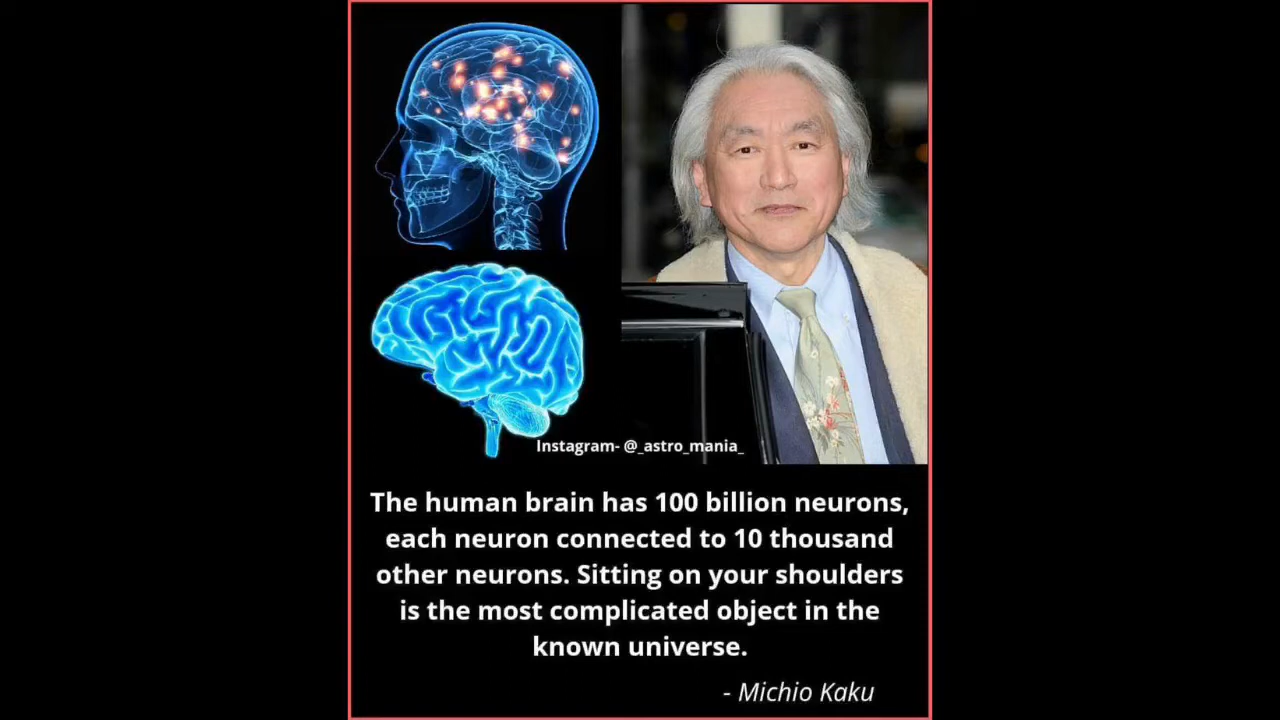 Instagram- @_astro_mania_
The human brain has 100 billion neurons,
each neuron connected to 10 thousand
other neurons. Sitting on your shoulders
is the most complicated object in the
known universe.
- Michio Kaku